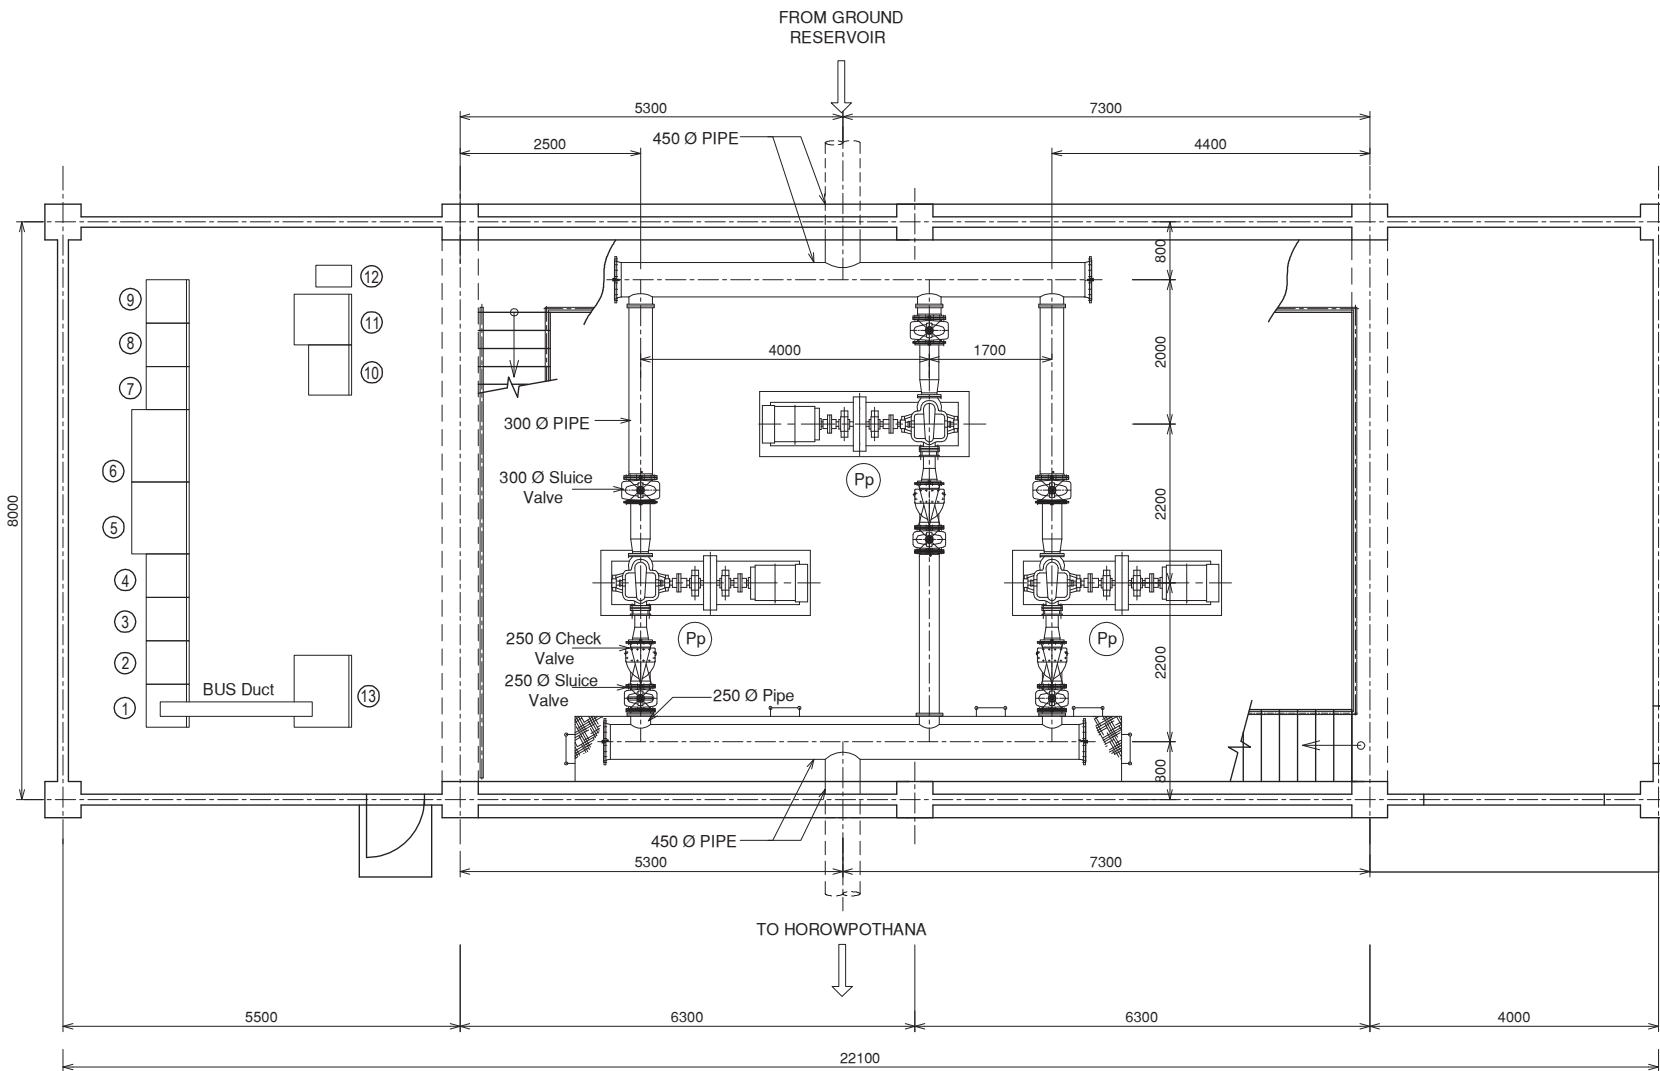 FROM GROUND
RESERVOIR
5300
7300
450 Ø PIPE
2500
4400
800
12
9
11
8
4000
1700
2000
10
7
300 Ø PIPE
6
300 Ø Sluice
Valve
Pp
8000
5
2200
4
3
250 Ø Check
Valve
Pp
Pp
2
250 Ø Sluice
Valve
2200
BUS Duct
250 Ø Pipe
13
1
800
450 Ø PIPE
5300
7300
TO HOROWPOTHANA
5500
6300
6300
4000
22100